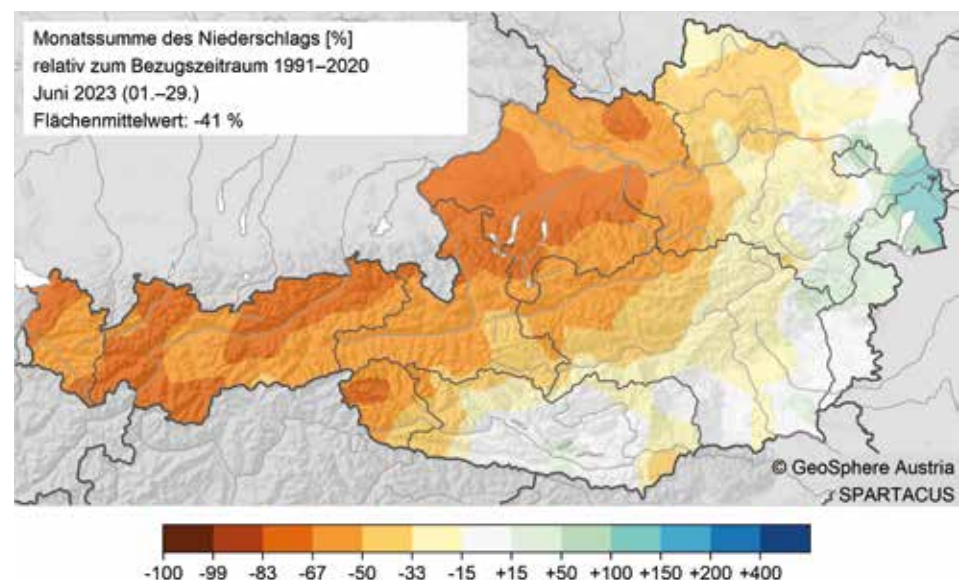 Monatssumme des Niederschlags [%]
relativ zum Bezugszeitraum 1991–2020
Juni 2023 (01.–29.)
Flächenmittelwert: -41 %
© GeoSphere Austria
SPARTACUS
-100 -99 -83 -67 -50 -33 -15 +15 +50 +100 +150 +200 +400